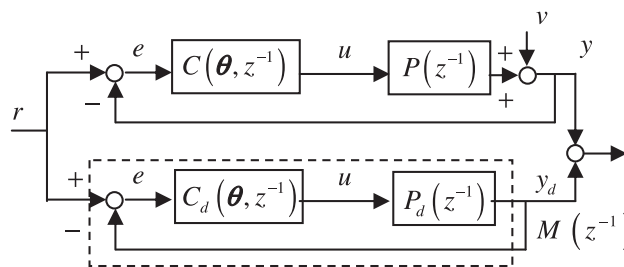 v
+ e C(θ, z⁻¹) u P(z⁻¹) + y
− +
r
+ e C_d(θ, z⁻¹) u P_d(z⁻¹) y_d
− M(z⁻¹)